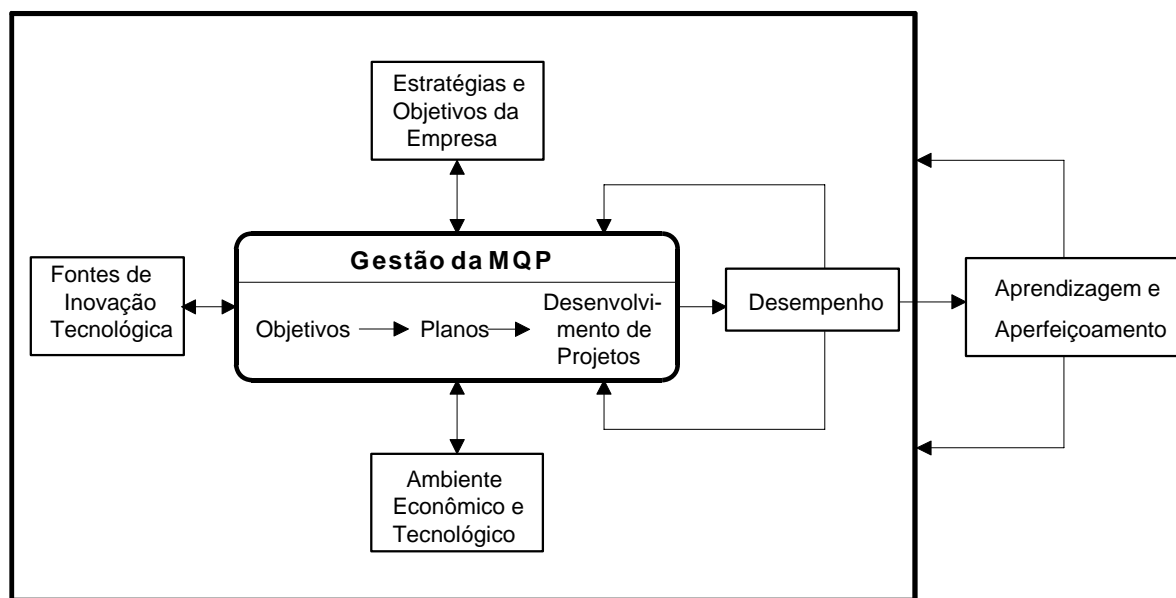 Estratégias e
Objetivos da
Empresa
Gestão da MQP
Fontes de
Inovação
Tecnológica
Objetivos
Planos
Desenvolvi-
mento de
Projetos
Desempenho
Aprendizagem e
Aperfeiçoamento
Ambiente
Econômico e
Tecnológico